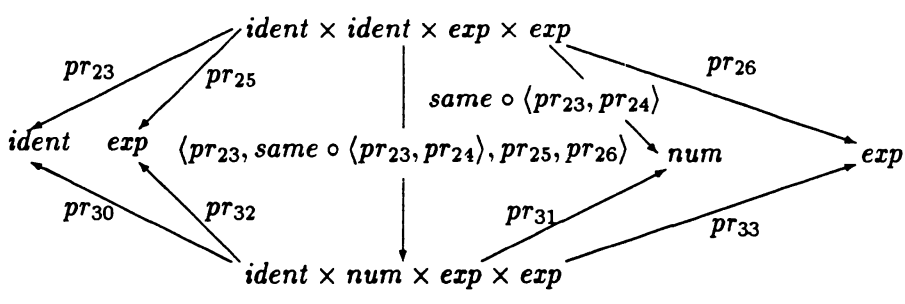 ident × ident × exp × exp
pr₂₃ pr₂₅ pr₂₆
same ∘ ⟨pr₂₃, pr₂₄⟩
ident exp ⟨pr₂₃, same ∘ ⟨pr₂₃, pr₂₄⟩, pr₂₅, pr₂₆⟩ num exp
pr₃₀ pr₃₂ pr₃₁ pr₃₃
ident × num × exp × exp